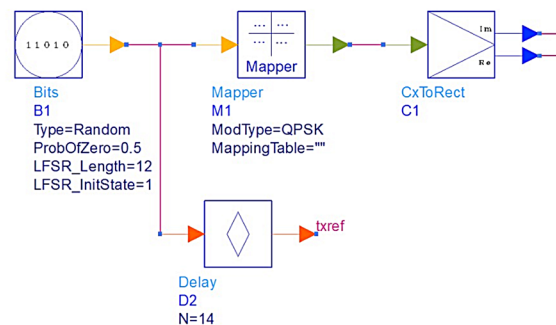 11010
Bits
B1
Type=Random
ProbOfZero=0.5
LFSR_Length=12
LFSR_InitState=1
Mapper
Mapper
M1
ModType=QPSK
MappingTable=""
Im
Re
CxToRect
C1
txref
Delay
D2
N=14